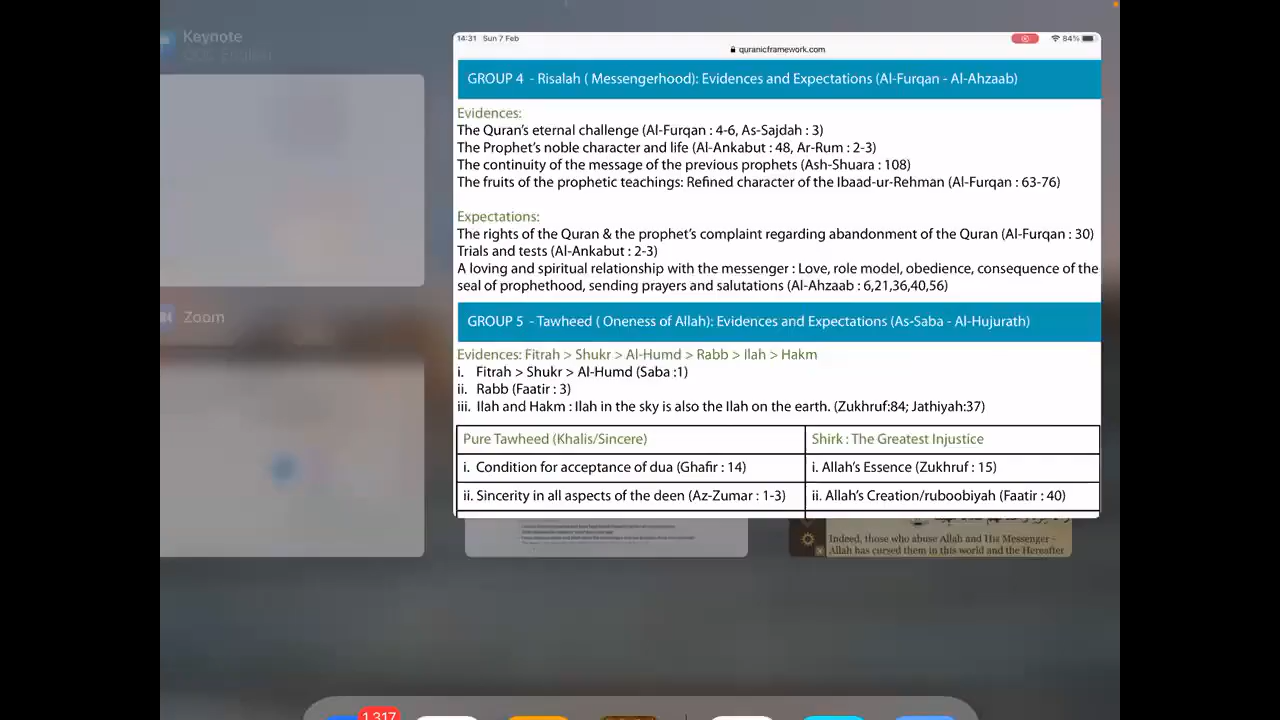 Keynote
14:31 Sun 7 Feb
84%
quranicframework.com
GROUP 4 - Risalah ( Messengerhood): Evidences and Expectations (Al-Furqan - Al-Ahzaab)
Evidences:
The Quran's eternal challenge (Al-Furqan : 4-6, As-Sajdah : 3)
The Prophet's noble character and life (Al-Ankabut : 48, Ar-Rum : 2-3)
The continuity of the message of the previous prophets (Ash-Shuara : 108)
The fruits of the prophetic teachings: Refined character of the Ibaad-ur-Rehman (Al-Furqan : 63-76)
Expectations:
The rights of the Quran & the prophet's complaint regarding abandonment of the Quran (Al-Furqan : 30)
Trials and tests (Al-Ankabut : 2-3)
A loving and spiritual relationship with the messenger : Love, role model, obedience, consequence of the
seal of prophethood, sending prayers and salutations (Al-Ahzaab : 6,21,36,40,56)
Zoom
GROUP 5 - Tawheed ( Oneness of Allah): Evidences and Expectations (As-Saba - Al-Hujurath)
Evidences: Fitrah > Shukr > Al-Humd > Rabb > Ilah > Hakm
i. Fitrah > Shukr > Al-Humd (Saba :1)
ii. Rabb (Faatir : 3)
iii. Ilah and Hakm : Ilah in the sky is also the Ilah on the earth. (Zukhruf:84; Jathiyah:37)
Pure Tawheed (Khalis/Sincere) Shirk : The Greatest Injustice
i. Condition for acceptance of dua (Ghafir : 14) i. Allah's Essence (Zukhruf : 15)
ii. Sincerity in all aspects of the deen (Az-Zumar : 1-3) ii. Allah's Creation/ruboobiyah (Faatir : 40)
Indeed, those who abuse Allah and His Messenger -
Allah has cursed them in this world and the Hereafter
1,317